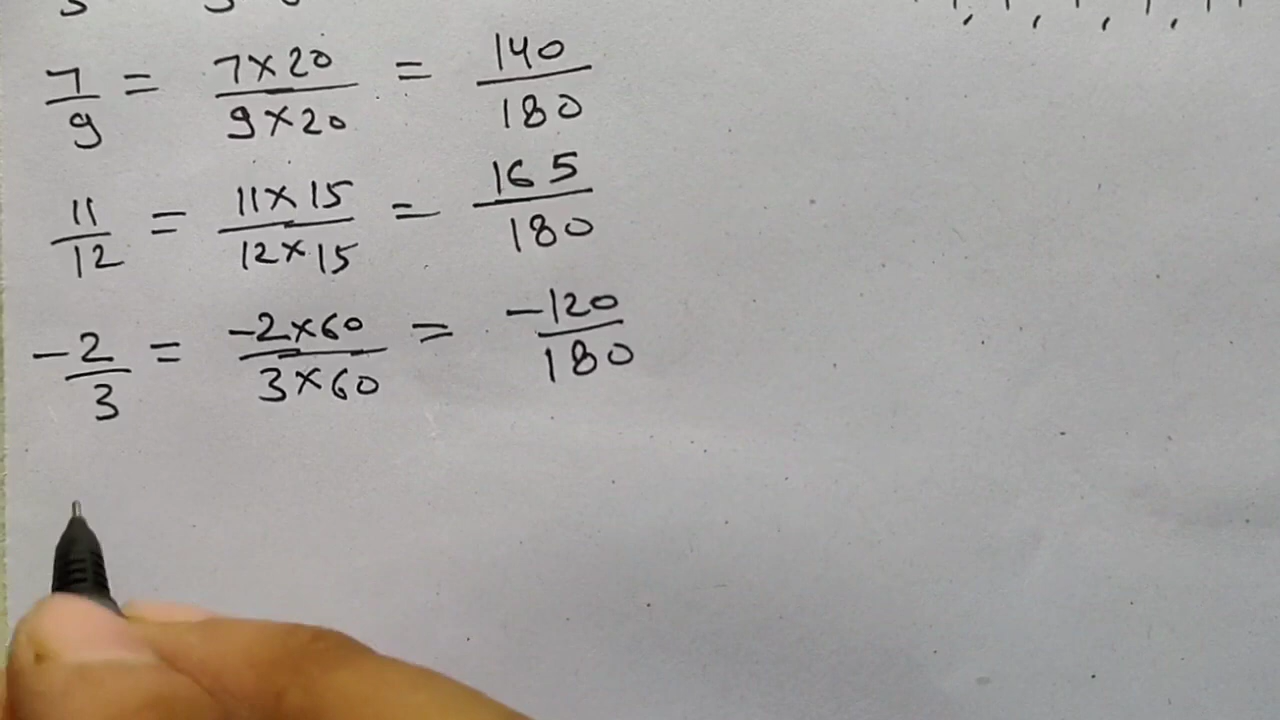 7/9 = 7×20/9×20 = 140/180
11/12 = 11×15/12×15 = 165/180
-2/3 = -2×60/3×60 = -120/180